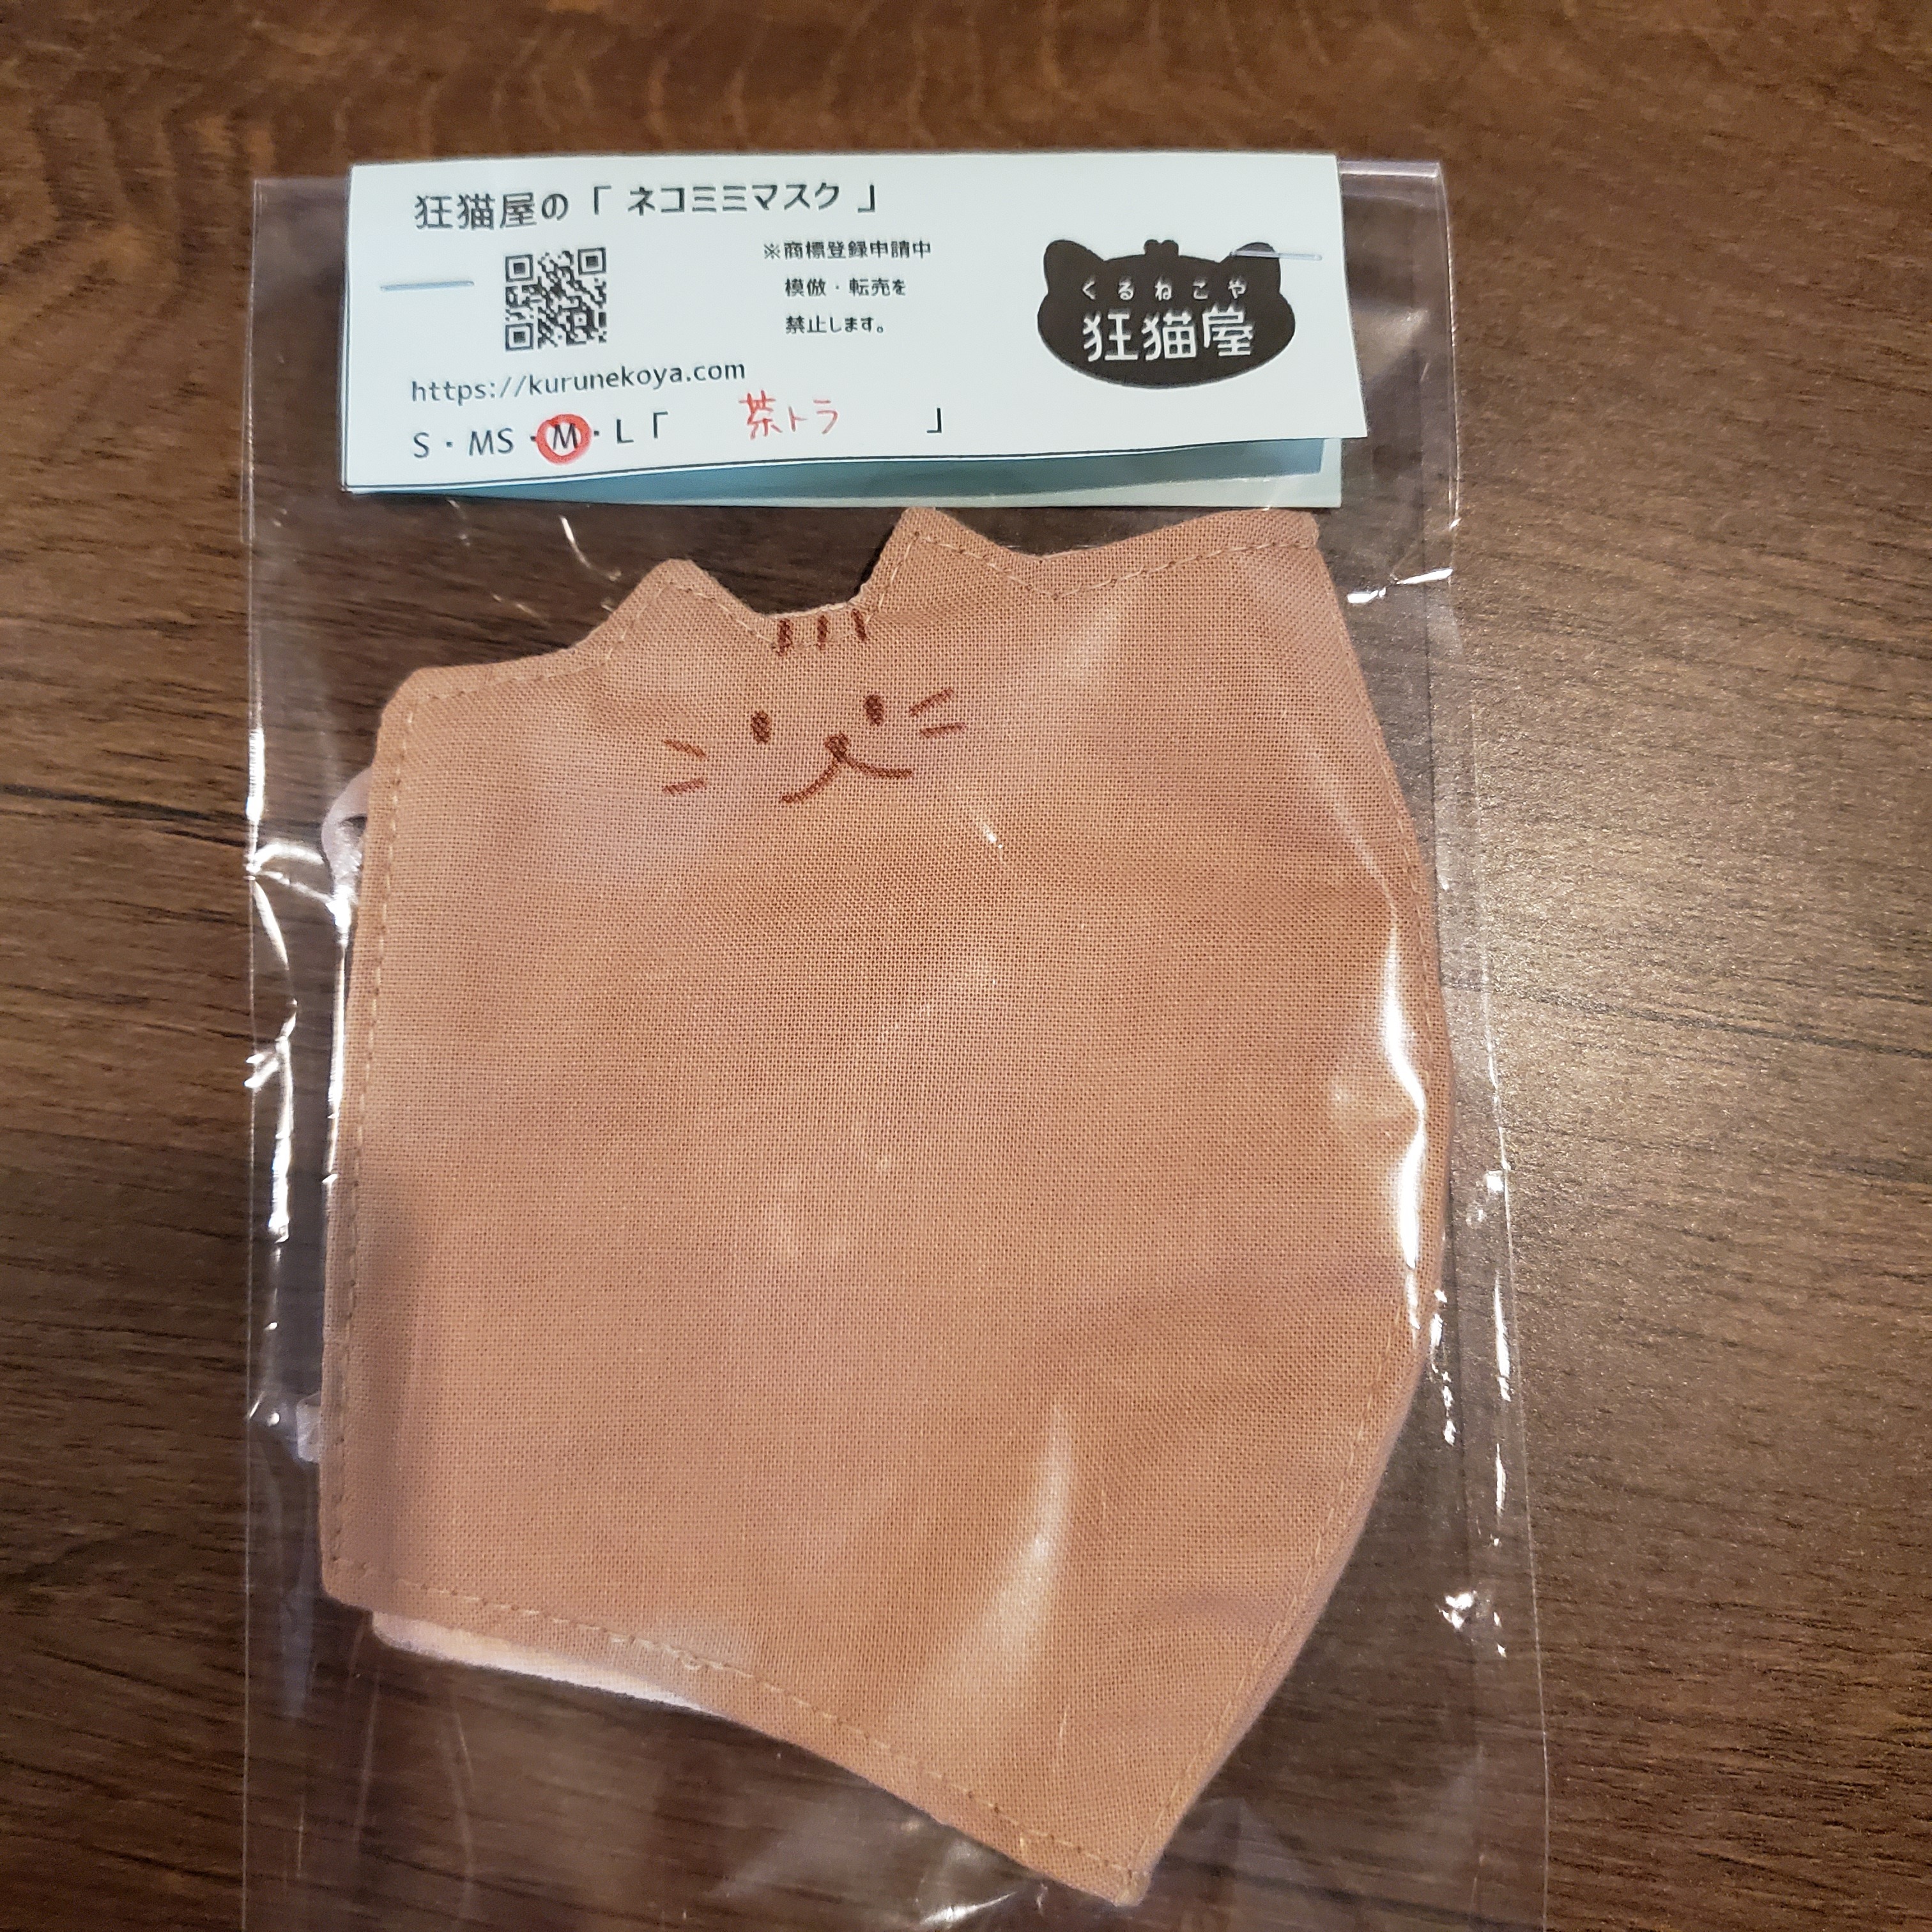 狂猫屋の「 ネコミミマスク 」
※商標登録申請中
模倣・転売を
禁止します。
https://kurunekoya.com
S・MS・M・L「 茶トラ 」
くるねこや
狂猫屋